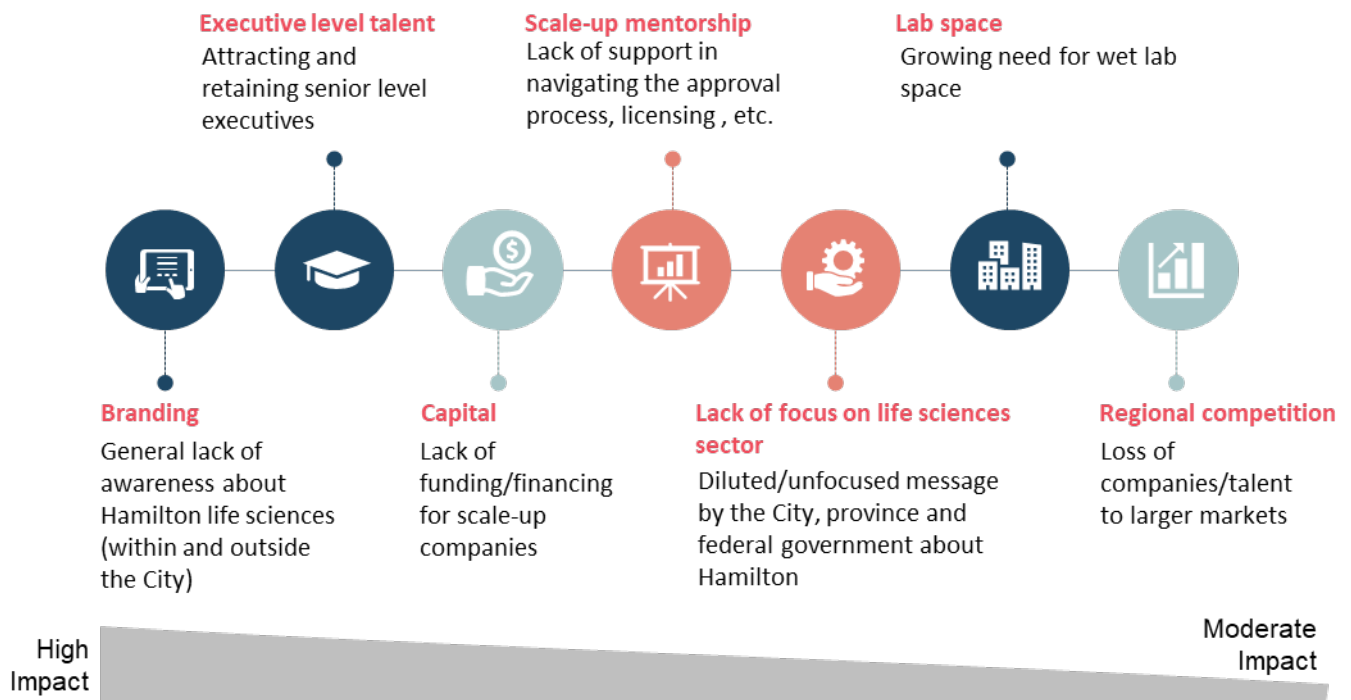 Executive level talent
Attracting and
retaining senior level
executives
Scale-up mentorship
Lack of support in
navigating the approval
process, licensing , etc.
Lab space
Growing need for wet lab
space
$
Branding
General lack of
awareness about
Hamilton life sciences
(within and outside
the City)
Capital
Lack of
funding/financing
for scale-up
companies
Lack of focus on life sciences
sector
Diluted/unfocused message
by the City, province and
federal government about
Hamilton
Regional competition
Loss of
companies/talent
to larger markets
High
Impact
Moderate
Impact